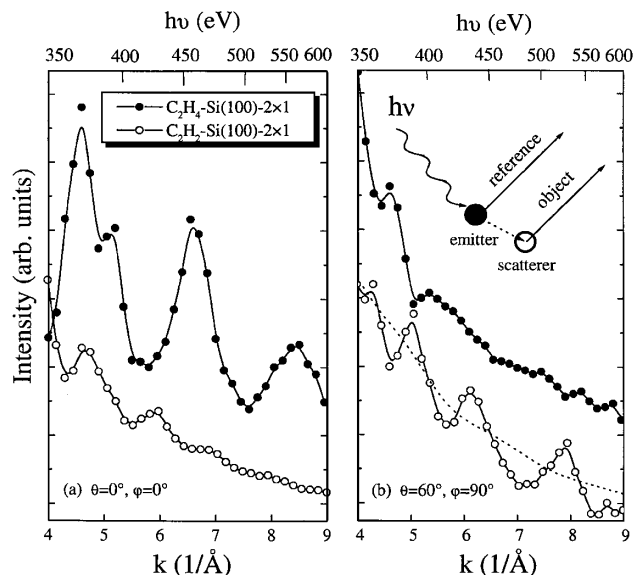 hυ (eV)
350 400 450 500 550 600
C2H4-Si(100)-2×1
C2H2-Si(100)-2×1
Intensity (arb. units)
(a) θ=0°, φ=0°
4 5 6 7 8 9
k (1/Å)
hυ (eV)
350 400 450 500 550 600
hυ
reference
object
emitter
scatterer
(b) θ=60°, φ=90°
4 5 6 7 8 9
k (1/Å)